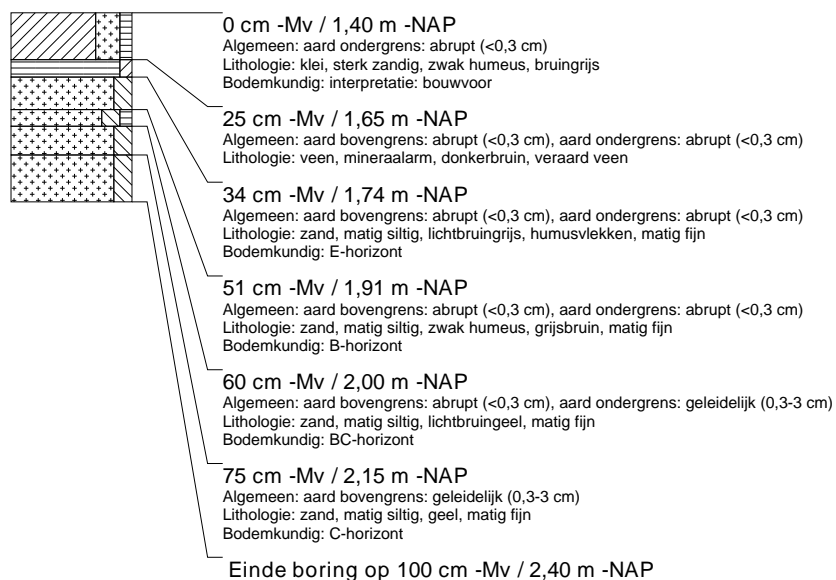 0 cm -Mv / 1,40 m -NAP
Algemeen: aard ondergrens: abrupt (<0,3 cm)
Lithologie: klei, sterk zandig, zwak humeus, bruingrijs
Bodemkundig: interpretatie: bouwvoor
25 cm -Mv / 1,65 m -NAP
Algemeen: aard bovengrens: abrupt (<0,3 cm), aard ondergrens: abrupt (<0,3 cm)
Lithologie: veen, mineraalarm, donkerbruin, veraard veen
34 cm -Mv / 1,74 m -NAP
Algemeen: aard bovengrens: abrupt (<0,3 cm), aard ondergrens: abrupt (<0,3 cm)
Lithologie: zand, matig siltig, lichtbruingrijs, humusvlekken, matig fijn
Bodemkundig: E-horizont
51 cm -Mv / 1,91 m -NAP
Algemeen: aard bovengrens: abrupt (<0,3 cm), aard ondergrens: abrupt (<0,3 cm)
Lithologie: zand, matig siltig, zwak humeus, grijsbruin, matig fijn
Bodemkundig: B-horizont
60 cm -Mv / 2,00 m -NAP
Algemeen: aard bovengrens: abrupt (<0,3 cm), aard ondergrens: geleidelijk (0,3-3 cm)
Lithologie: zand, matig siltig, lichtbruingeel, matig fijn
Bodemkundig: BC-horizont
75 cm -Mv / 2,15 m -NAP
Algemeen: aard bovengrens: geleidelijk (0,3-3 cm)
Lithologie: zand, matig siltig, geel, matig fijn
Bodemkundig: C-horizont
Einde boring op 100 cm -Mv / 2,40 m -NAP